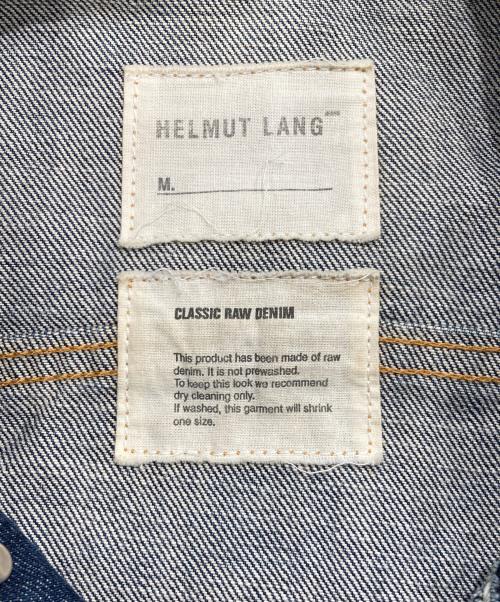 HELMUT LANG
M.
CLASSIC RAW DENIM
This product has been made of raw
denim. It is not prewashed.
To keep this look we recommend
dry cleaning only.
If washed, this garment will shrink
one size.